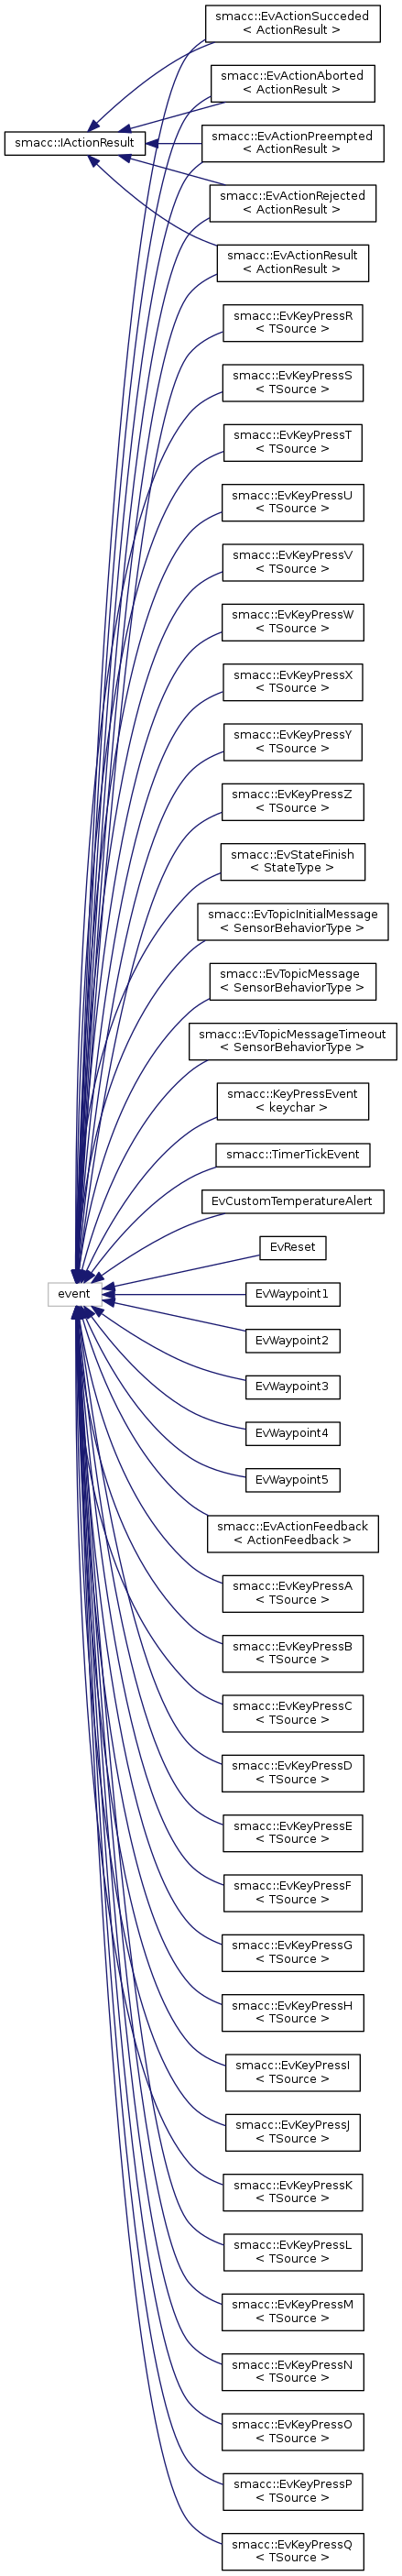 smacc::EvActionSucceded
< ActionResult >
smacc::EvActionAborted
< ActionResult >
smacc::IActionResult
smacc::EvActionPreempted
< ActionResult >
smacc::EvActionRejected
< ActionResult >
smacc::EvActionResult
< ActionResult >
smacc::EvKeyPressR
< TSource >
smacc::EvKeyPressS
< TSource >
smacc::EvKeyPressT
< TSource >
smacc::EvKeyPressU
< TSource >
smacc::EvKeyPressV
< TSource >
smacc::EvKeyPressW
< TSource >
smacc::EvKeyPressX
< TSource >
smacc::EvKeyPressY
< TSource >
smacc::EvKeyPressZ
< TSource >
smacc::EvStateFinish
< StateType >
smacc::EvTopicInitialMessage
< SensorBehaviorType >
smacc::EvTopicMessage
< SensorBehaviorType >
smacc::EvTopicMessageTimeout
< SensorBehaviorType >
smacc::KeyPressEvent
< keychar >
smacc::TimerTickEvent
EvCustomTemperatureAlert
EvReset
event
EvWaypoint1
EvWaypoint2
EvWaypoint3
EvWaypoint4
EvWaypoint5
smacc::EvActionFeedback
< ActionFeedback >
smacc::EvKeyPressA
< TSource >
smacc::EvKeyPressB
< TSource >
smacc::EvKeyPressC
< TSource >
smacc::EvKeyPressD
< TSource >
smacc::EvKeyPressE
< TSource >
smacc::EvKeyPressF
< TSource >
smacc::EvKeyPressG
< TSource >
smacc::EvKeyPressH
< TSource >
smacc::EvKeyPressI
< TSource >
smacc::EvKeyPressJ
< TSource >
smacc::EvKeyPressK
< TSource >
smacc::EvKeyPressL
< TSource >
smacc::EvKeyPressM
< TSource >
smacc::EvKeyPressN
< TSource >
smacc::EvKeyPressO
< TSource >
smacc::EvKeyPressP
< TSource >
smacc::EvKeyPressQ
< TSource >